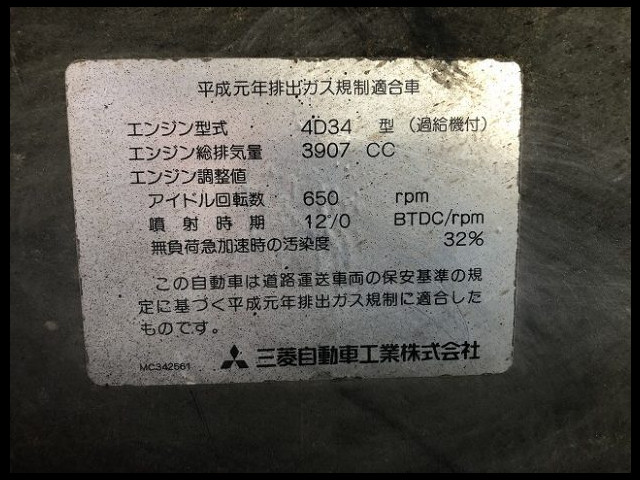 平成元年排出ガス規制適合車
エンジン型式 4D34 型 (過給機付)
エンジン総排気量 3907 CC
エンジン調整値
アイドル回転数 650 rpm
噴射時期 12°/0 BTDC/rpm
無負荷急加速時の汚染度 32%
この自動車は道路運送車両の保安基準の規
定に基づく平成元年排出ガス規制に適合した
ものです。
MC342561 三菱自動車工業株式会社